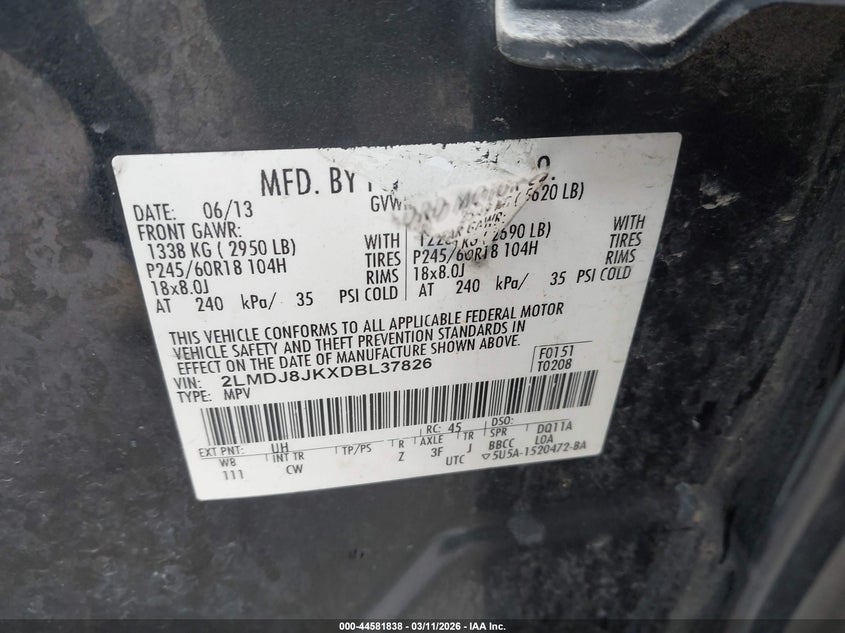 MFD. BY
DATE: 06/13 GVW 5620 LB)
FRONT GAWR: GAWR:
1338 KG ( 2950 LB) WITH KG ( 2690 LB) WITH
P245/60R18 104H TIRES P245/60R18 104H TIRES
18x8.0J RIMS 18x8.0J RIMS
AT 240 kPa/ 35 PSI COLD AT 240 kPa/ 35 PSI COLD
THIS VEHICLE CONFORMS TO ALL APPLICABLE FEDERAL MOTOR
VEHICLE SAFETY AND THEFT PREVENTION STANDARDS IN
EFFECT ON THE DATE OF MANUFACTURE SHOWN ABOVE.
VIN: 2LMDJ8JKXDBL37826 F0151
TYPE: MPV T0208
EXT PNT: UH RC: 45 DSO:
WB INT TR TP/PS R AXLE TR SPR DQ11A
111 CW Z 3F J BBCC LOA
UTC ▽5U5A-1520472-BA
000-44581838 - 03/11/2026 - IAA Inc.